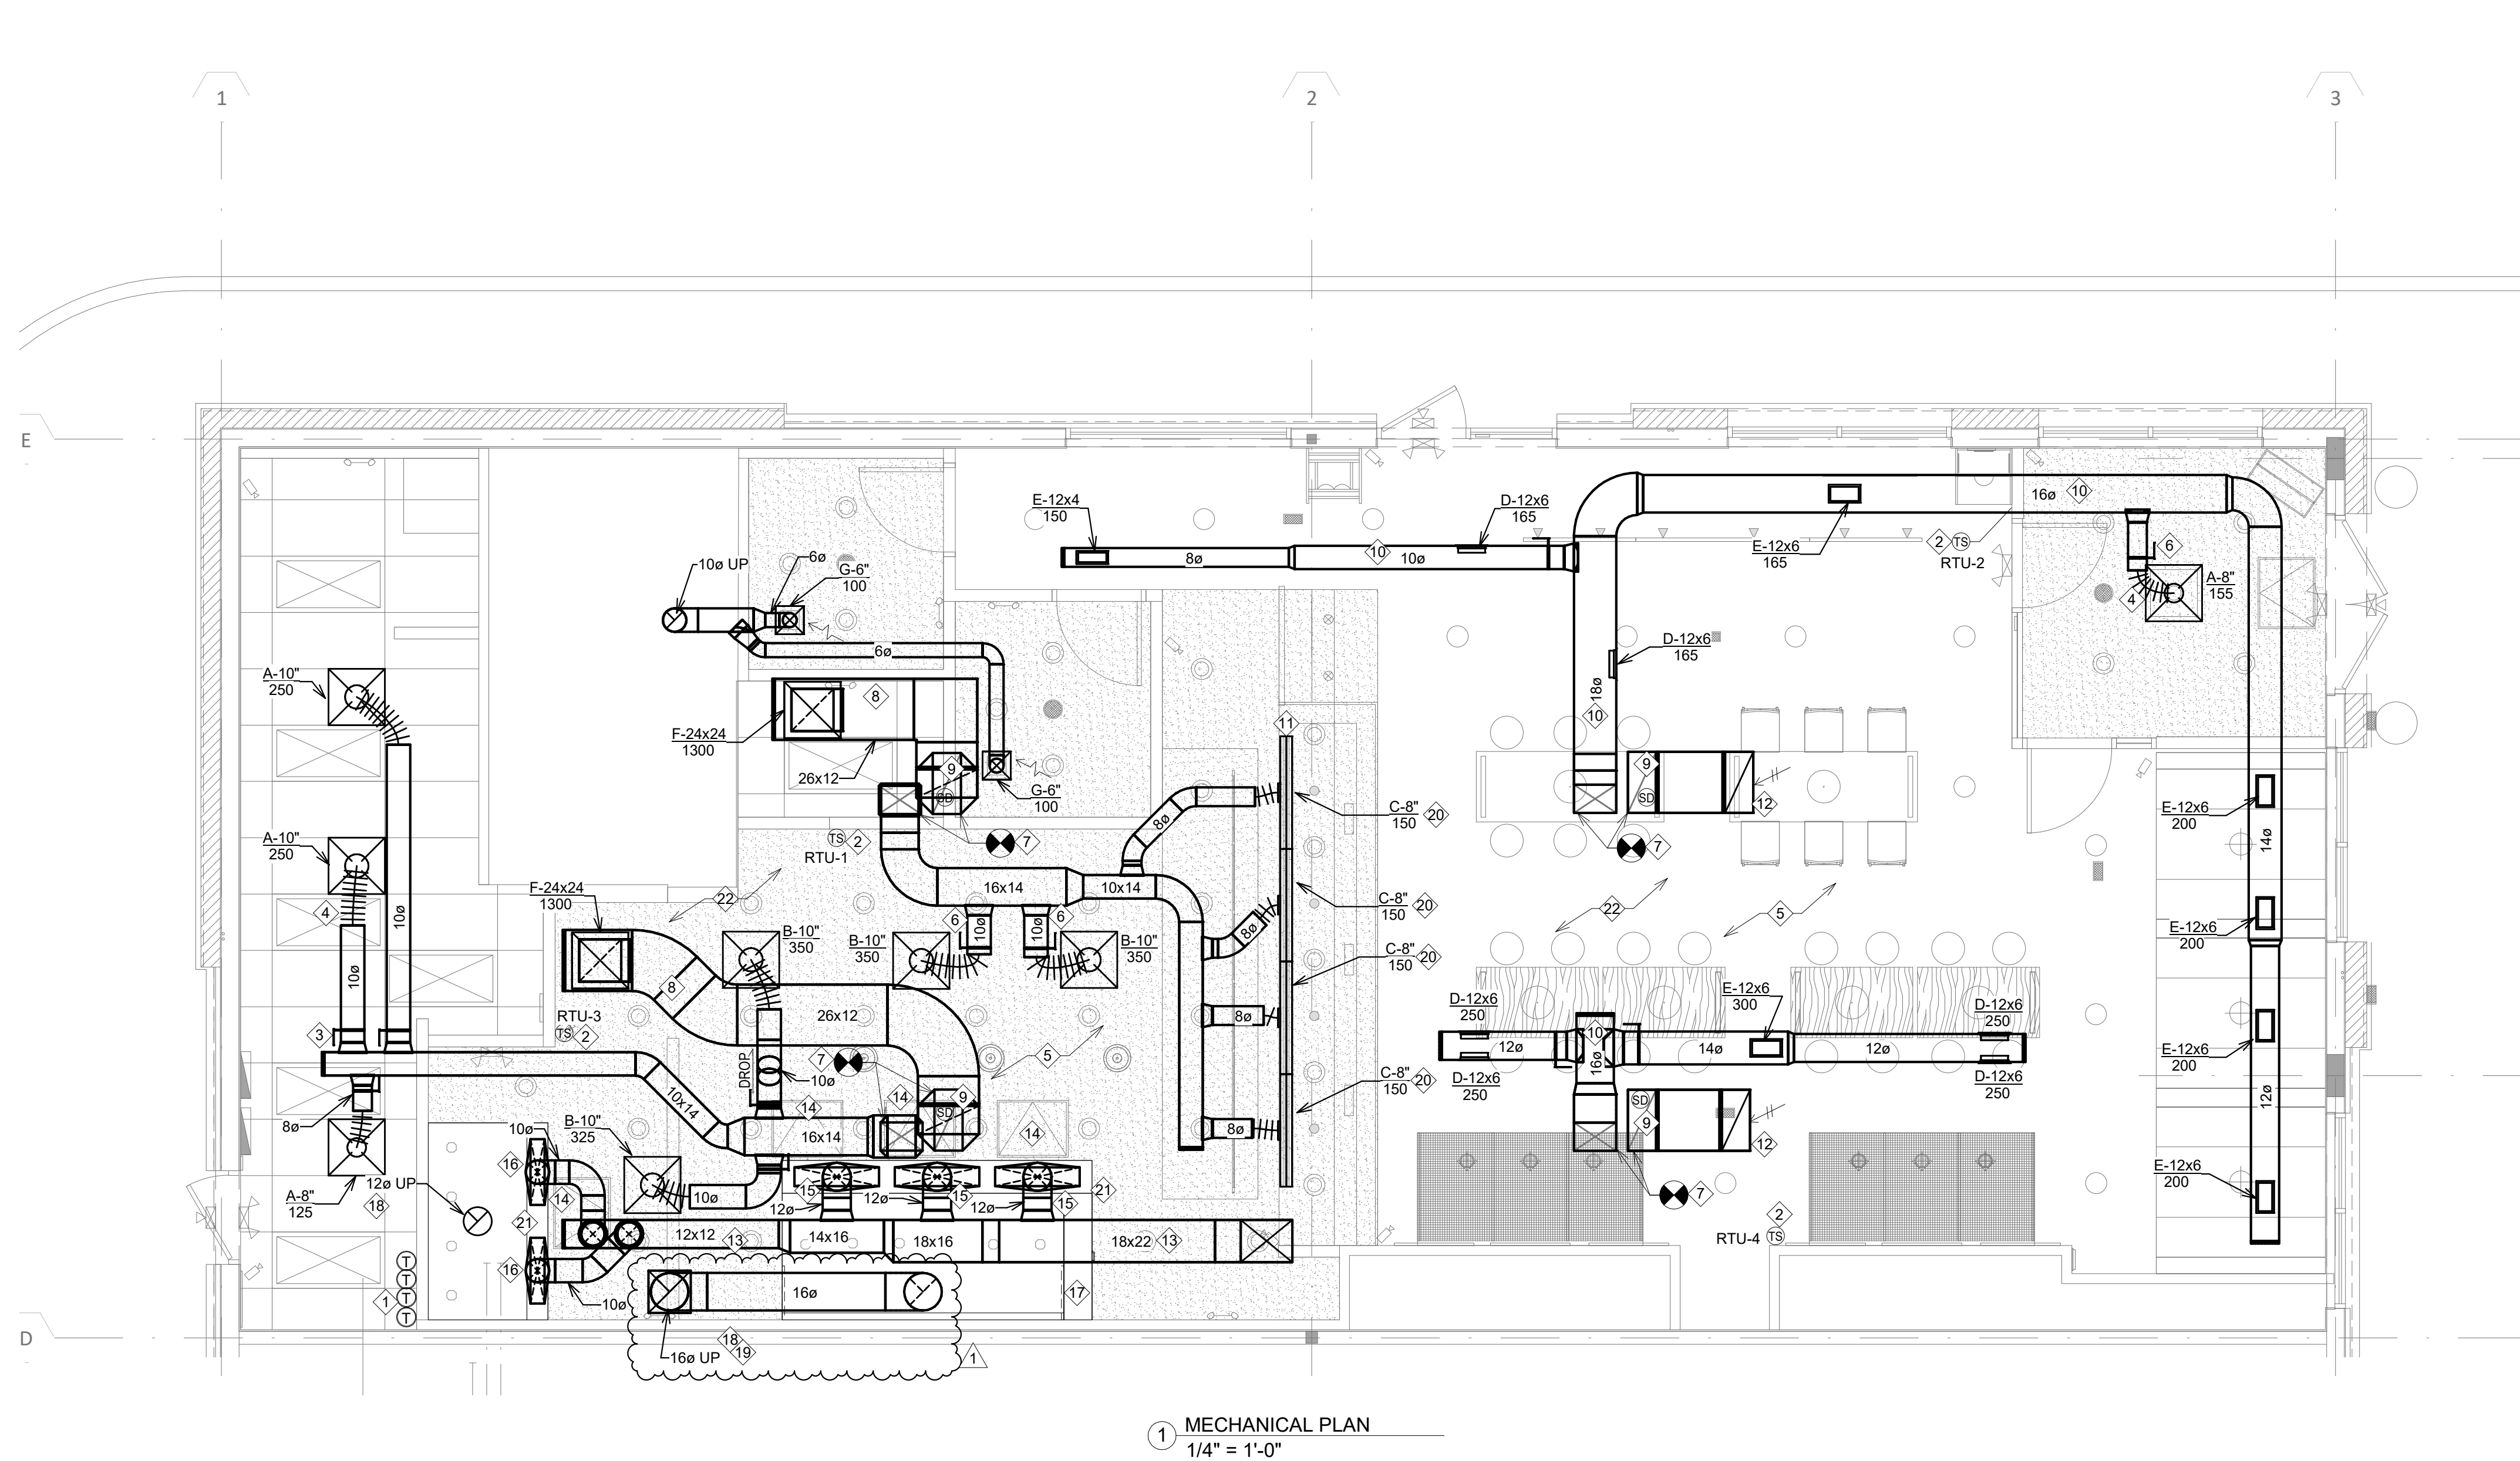 1
2
3
E
E-12x4
150
D-12x6
165
16ø
10
10
8ø
10ø
E-12x6
165
2
TS
RTU-2
6
4
A-8"
155
10ø UP
6ø
G-6"
100
6ø
D-12x6
165
18ø
10
A-10"
250
8
F-24x24
1300
26x12
9
SD
G-6"
100
11
9
SD
12
E-12x6
200
14ø
C-8"
150
20
8ø
TS
2
RTU-1
7
7
A-10"
250
4
10ø
10ø
F-24x24
1300
22
16x14
10x14
6
10ø
6
10ø
B-10"
350
B-10"
350
B-10"
350
C-8"
150
20
22
5
E-12x6
200
8ø
8
C-8"
150
20
D-12x6
250
E-12x6
300
D-12x6
250
RTU-3
TS
2
3
26x12
8ø
10
12ø
16ø
14ø
12ø
E-12x6
200
DROP
7
10ø
5
C-8"
150
20
D-12x6
250
D-12x6
250
12ø
10x14
14
14
9
SD
14
SD
9
12
8ø
10ø
B-10"
325
16x14
8ø
A-8"
125
18
12ø UP
16
14
10ø
15
12ø
15
12ø
15
12ø
21
7
E-12x6
200
21
12x12
13
14x16
18x16
18x22
13
2
RTU-4
TS
16
10ø
16ø
17
1
T
T
T
T
D
18
19
16ø UP
1
1
MECHANICAL PLAN
1/4" = 1'-0"